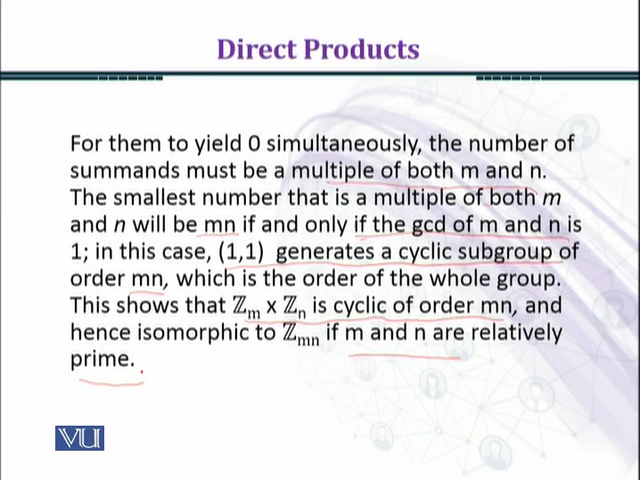 Direct Products
For them to yield 0 simultaneously, the number of
summands must be a multiple of both m and n.
The smallest number that is a multiple of both m
and n will be mn if and only if the gcd of m and n is
1; in this case, (1,1) generates a cyclic subgroup of
order mn, which is the order of the whole group.
This shows that ℤₘ x ℤₙ is cyclic of order mn, and
hence isomorphic to ℤₘₙ if m and n are relatively
prime.
VU